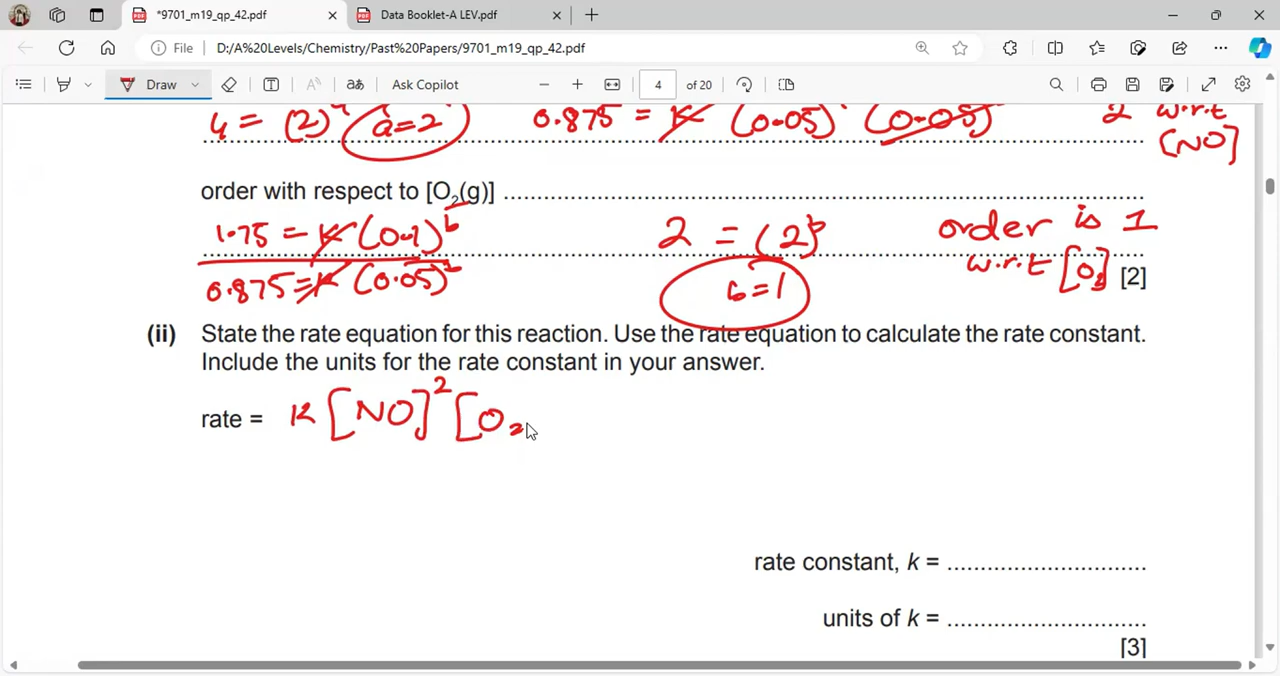 *9701_m19_qp_42.pdf
Data Booklet-A LEV.pdf
File D:/A%20Levels/Chemistry/Past%20Papers/9701_m19_qp_42.pdf
Draw
aあ
Ask Copilot
4 of 20
4 = (2) a=2 0.875 = K (0.05) (0.05) 2 w.r.t
[NO]
order with respect to [O₂(g)]
1.75 = K (0.1)ᵇ 2 = (2)ᵇ order is 1
0.875 = K (0.05)ᵇ b=1 w.r.t [O₂] [2]
(ii) State the rate equation for this reaction. Use the rate equation to calculate the rate constant.
Include the units for the rate constant in your answer.
rate = K [NO]² [O₂
rate constant, k = ..............................
units of k = ..............................
[3]